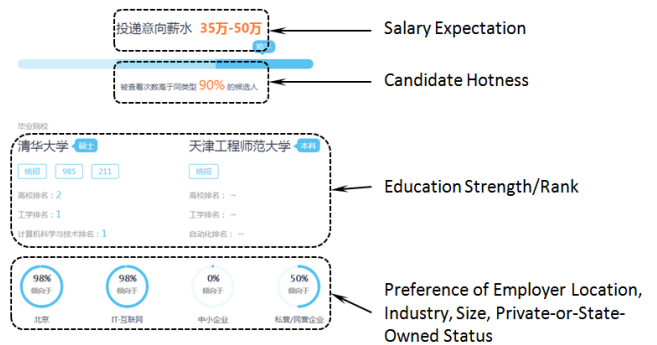 投递意向薪水 35万-50万
Salary Expectation
被查看次数高于同类型 90% 的候选人
Candidate Hotness
毕业院校
清华大学 硕士
天津工程师范大学 本科
统招 985 211
统招
高校排名：2
高校排名：~
Education Strength/Rank
工学排名：1
工学排名：~
计算机科学与技术排名：1
自动化排名：~
98% 98% 0% 50%
倾向于 倾向于 倾向于 倾向于
北京 IT-互联网 中小企业 私营/民营企业
Preference of Employer Location,
Industry, Size, Private-or-State-
Owned Status